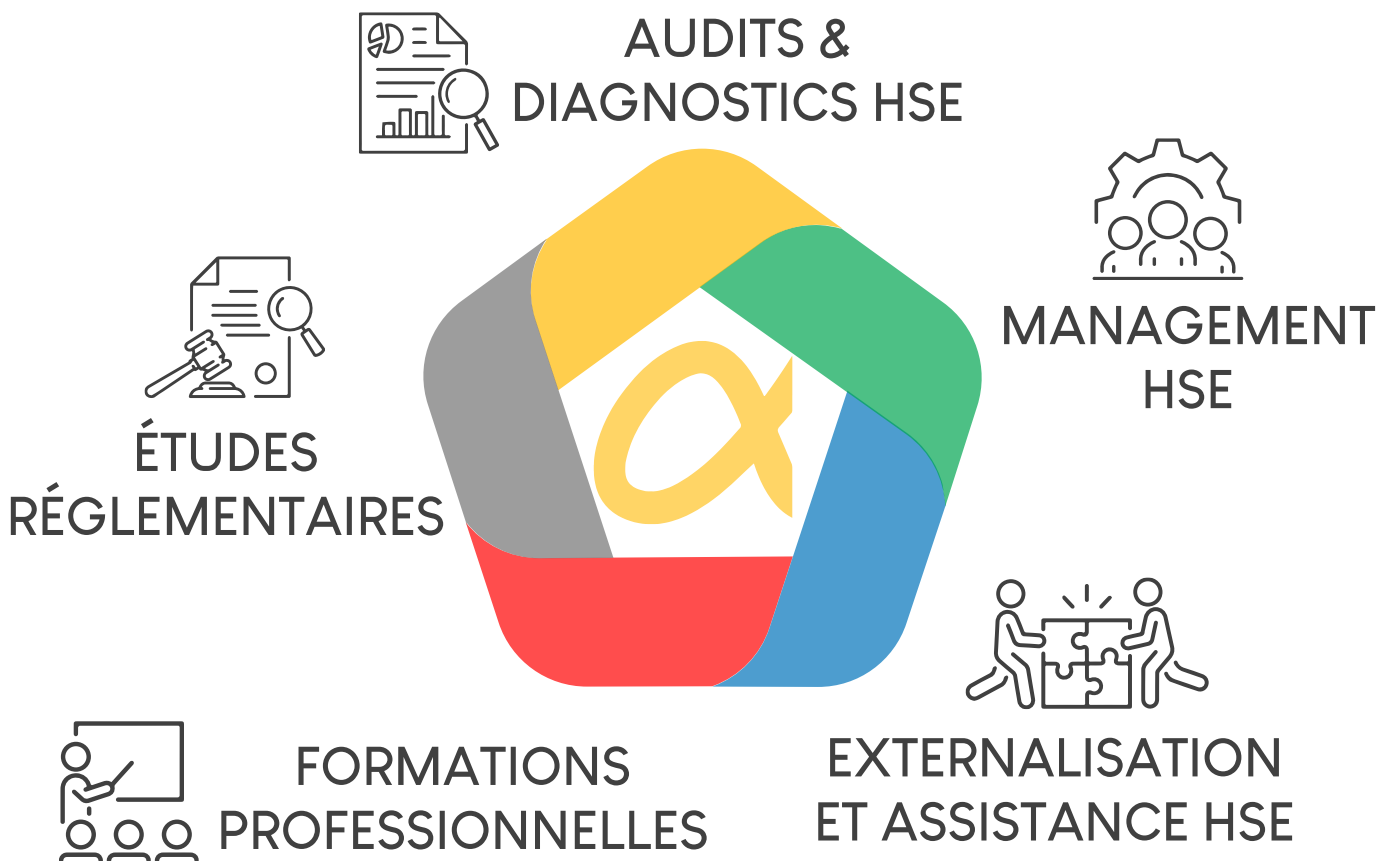 AUDITS &
DIAGNOSTICS HSE
MANAGEMENT
HSE
ÉTUDES
RÉGLEMENTAIRES
α
EXTERNALISATION
ET ASSISTANCE HSE
FORMATIONS
PROFESSIONNELLES